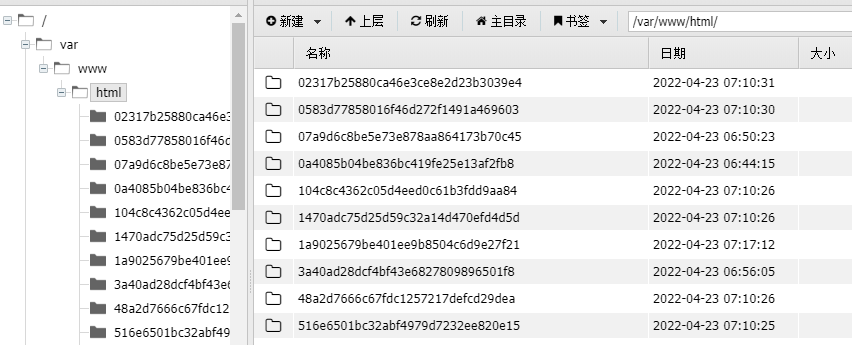 /
var
www
html
02317b25880ca46e3
0583d77858016f46d
07a9d6c8be5e73e87
0a4085b04be836bc4
104c8c4362c05d4ee
1470adc75d25d59c3
1a9025679be401ee9
3a40ad28dcf4bf43e
48a2d7666c67fdc12
516e6501bc32abf49
新建 上层 刷新 主目录 书签 /var/www/html/
名称 日期 大小
02317b25880ca46e3ce8e2d23b3039e4 2022-04-23 07:10:31
0583d77858016f46d272f1491a469603 2022-04-23 07:10:30
07a9d6c8be5e73e878aa864173b70c45 2022-04-23 06:50:23
0a4085b04be836bc419fe25e13af2fb8 2022-04-23 06:44:15
104c8c4362c05d4eed0c61b3fdd9aa84 2022-04-23 07:10:26
1470adc75d25d59c32a14d470efd4d5d 2022-04-23 07:10:26
1a9025679be401ee9b8504c6d9e27f21 2022-04-23 07:17:12
3a40ad28dcf4bf43e6827809896501f8 2022-04-23 06:56:05
48a2d7666c67fdc1257217defcd29dea 2022-04-23 07:10:26
516e6501bc32abf4979d7232ee820e15 2022-04-23 07:10:25